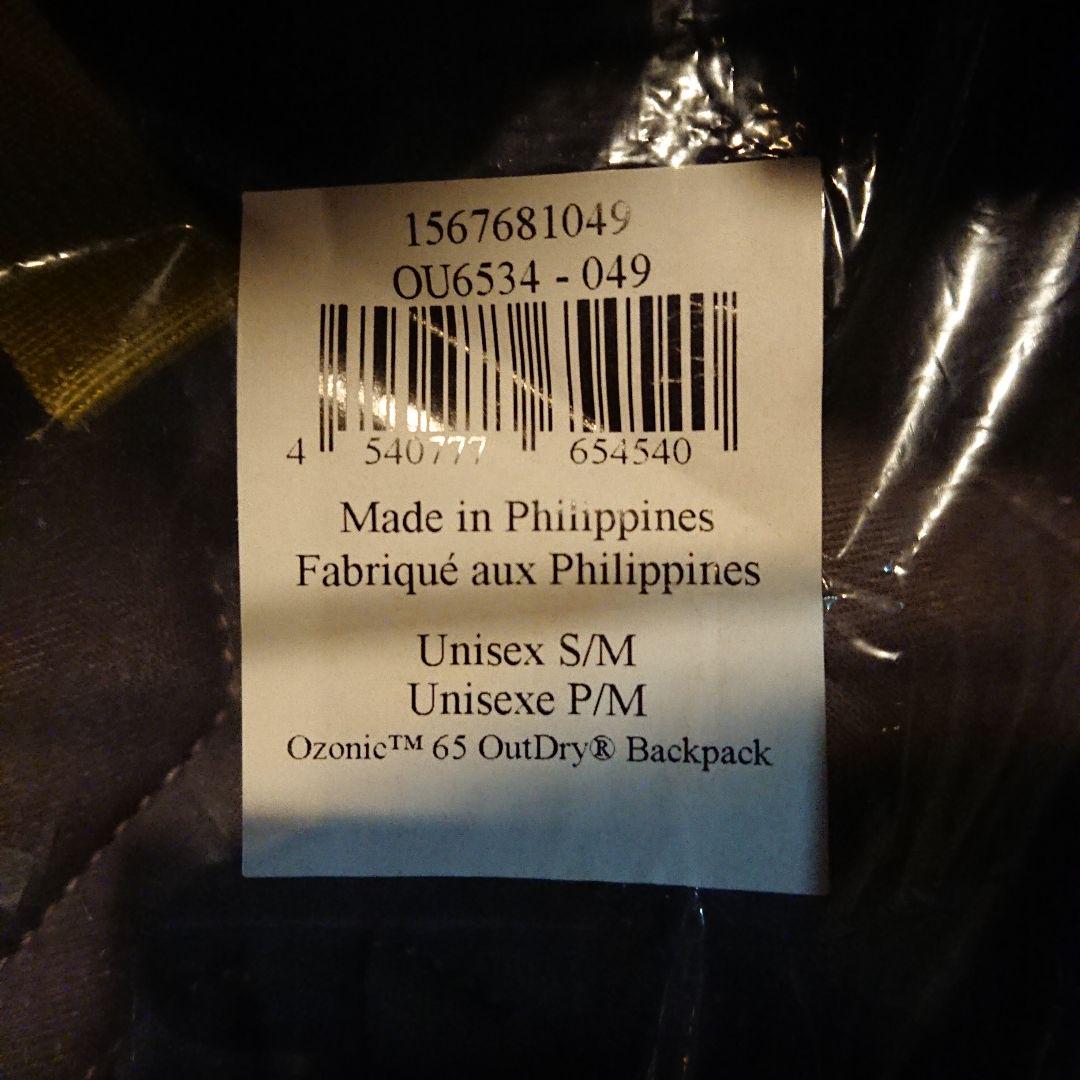 1567681049
OU6534 - 049
4 540777 654540
Made in Philippines
Fabriqué aux Philippines
Unisex S/M
Unisexe P/M
Ozonic™ 65 OutDry® Backpack